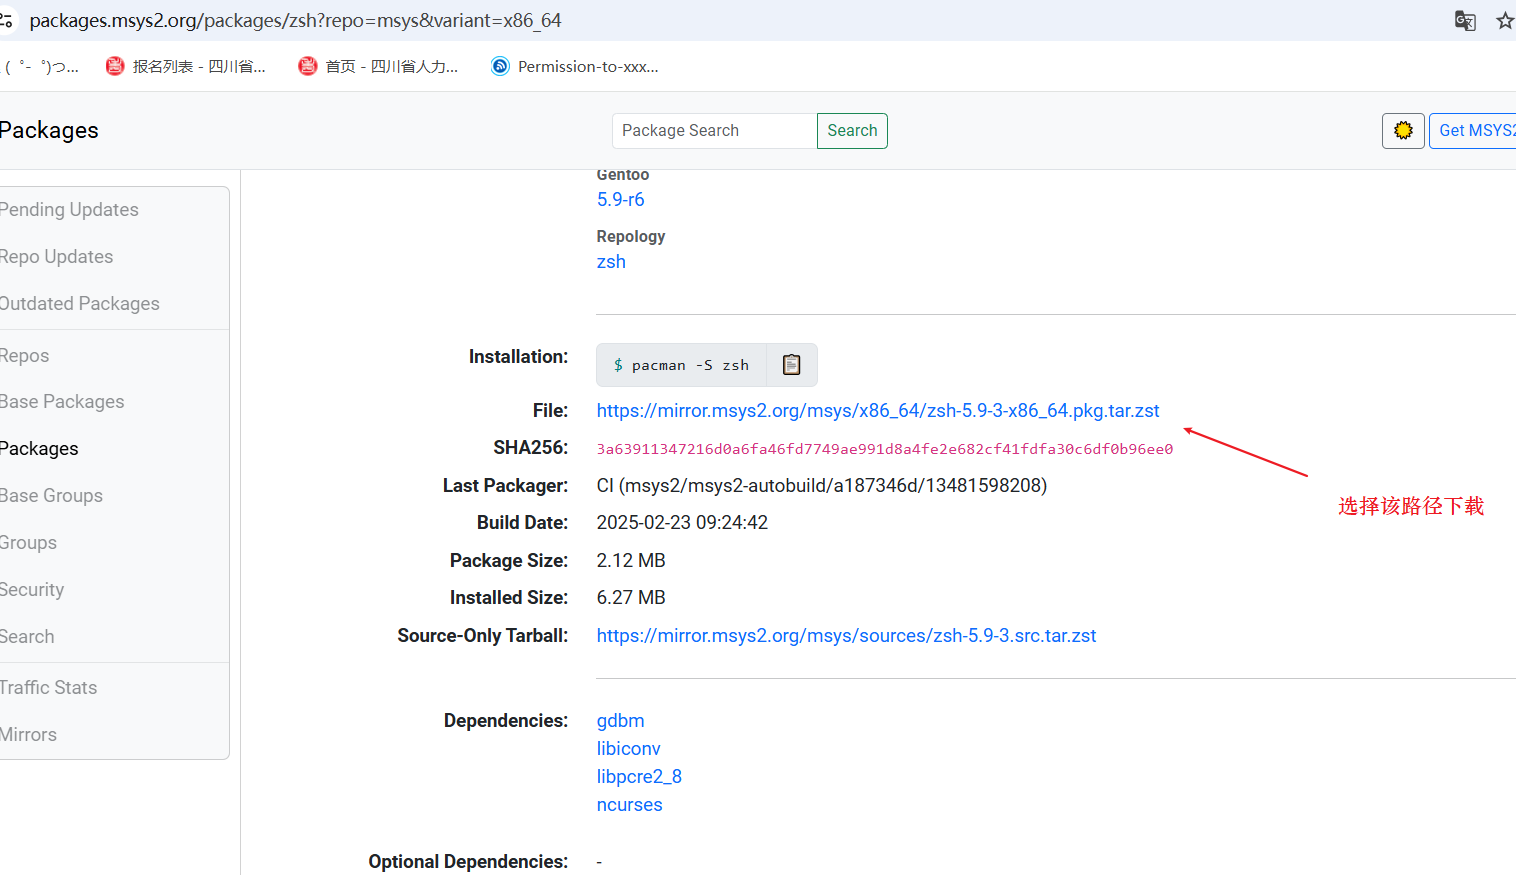 packages.msys2.org/packages/zsh?repo=msys&variant=x86_64
( ゜- ゜)つ...
报名列表 - 四川省...
首页 - 四川省人力...
Permission-to-xxx...
Packages
Package Search
Search
Get MSYS2
Pending Updates
Repo Updates
Outdated Packages
Repos
Base Packages
Packages
Base Groups
Groups
Security
Search
Traffic Stats
Mirrors
Gentoo
5.9-r6
Repology
zsh
Installation:
$ pacman -S zsh
File:
https://mirror.msys2.org/msys/x86_64/zsh-5.9-3-x86_64.pkg.tar.zst
SHA256:
3a63911347216d0a6fa46fd7749ae991d8a4fe2e682cf41fdfa30c6df0b96ee0
Last Packager:
CI (msys2/msys2-autobuild/a187346d/13481598208)
Build Date:
2025-02-23 09:24:42
Package Size:
2.12 MB
Installed Size:
6.27 MB
Source-Only Tarball:
https://mirror.msys2.org/msys/sources/zsh-5.9-3.src.tar.zst
Dependencies:
gdbm
libiconv
libpcre2_8
ncurses
Optional Dependencies:
-
选择该路径下载